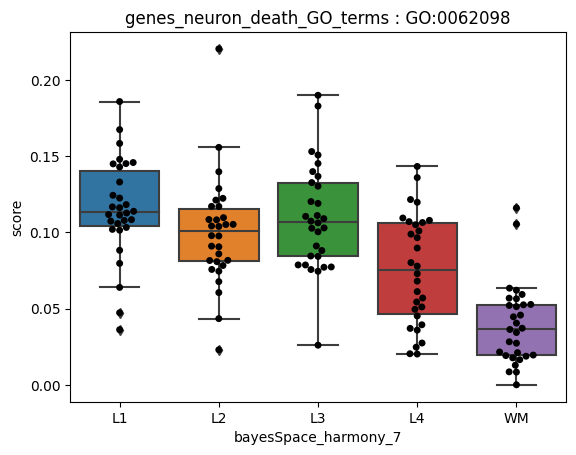 genes_neuron_death_GO_terms : GO:0062098
0.20
0.15
0.10
0.05
0.00
score
L1 L2 L3 L4 WM
bayesSpace_harmony_7